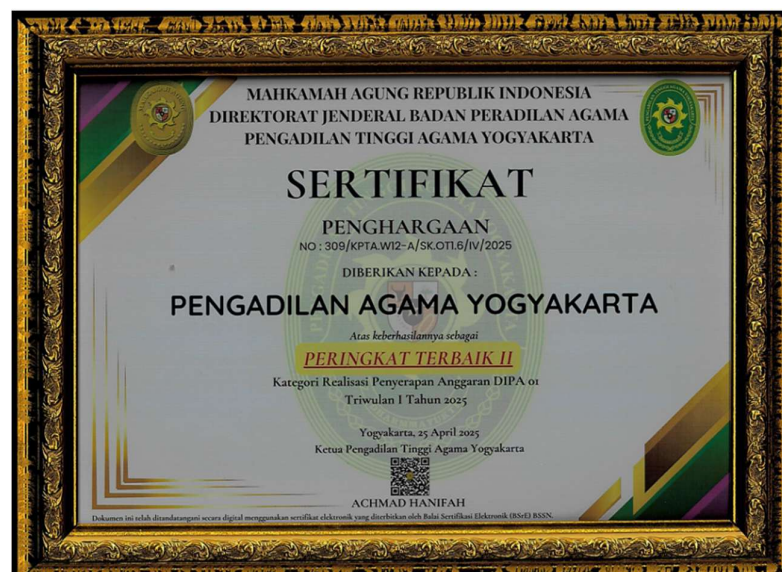 MAHKAMAH AGUNG REPUBLIK INDONESIA
DIREKTORAT JENDERAL BADAN PERADILAN AGAMA
PENGADILAN TINGGI AGAMA YOGYAKARTA
SERTIFIKAT
PENGHARGAAN
NO : 309/KPTA.W12-A/SK.OT1.6/IV/2025
DIBERIKAN KEPADA :
PENGADILAN AGAMA YOGYAKARTA
Atas keberhasilannya sebagai
PERINGKAT TERBAIK II
Kategori Realisasi Penyerapan Anggaran DIPA 01
Triwulan I Tahun 2025
Yogyakarta, 25 April 2025
Ketua Pengadilan Tinggi Agama Yogyakarta
ACHMAD HANIFAH
Dokumen ini telah ditandatangani secara digital menggunakan sertifikat elektronik yang diterbitkan oleh Balai Sertifikasi Elektronik (BSrE) BSSN.